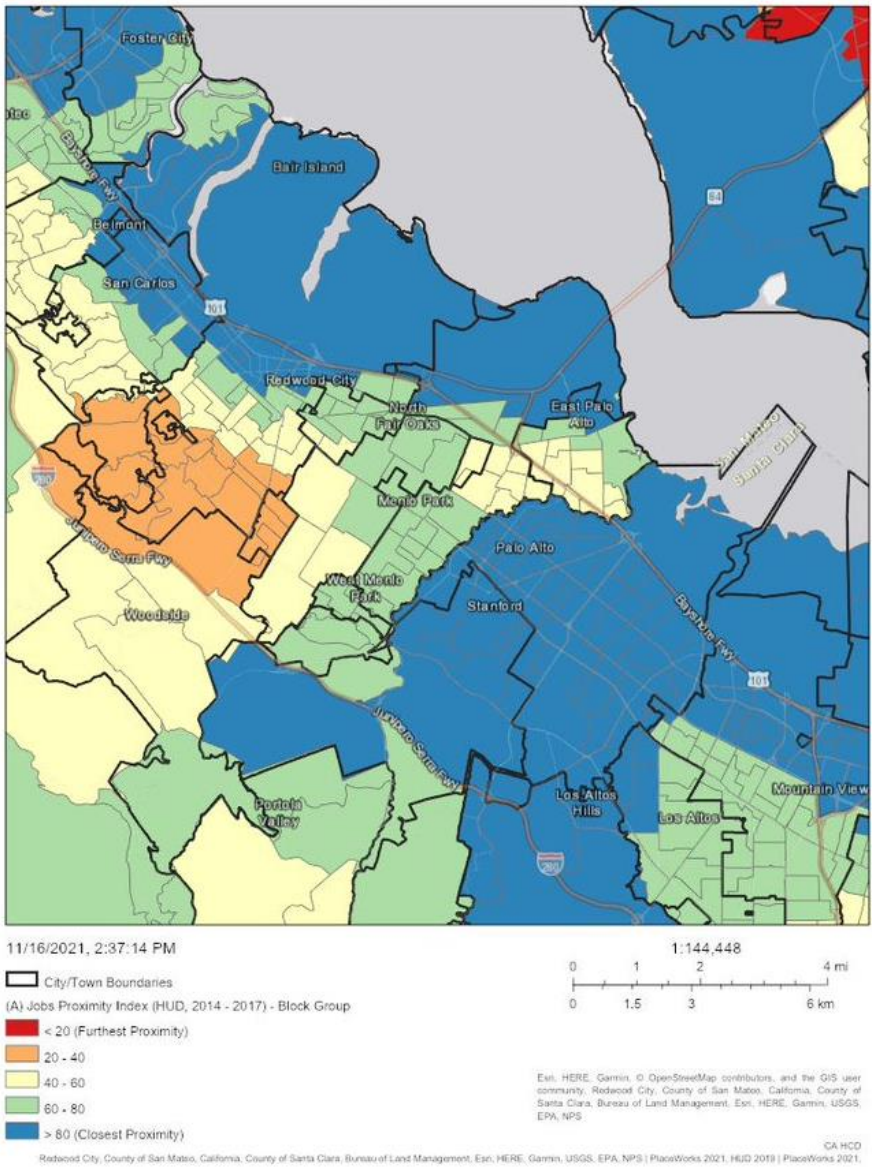 Foster City
ateo
Bayshore Fwy
Bair Island
84
Belmont
San Carlos
101
Redwood City
North
Fair Oaks
East Palo
Alto
San Mateo
Santa Clara
280
Menlo Park
Junipero Serra Fwy
Palo Alto
West Menlo
Park
Stanford
Woodside
Bayshore Fwy
101
Junipero Serra Fwy
Portola
Valley
Los Altos
Hills
Mountain View
Los Altos
280
11/16/2021, 2:37:14 PM
1:144,448
0 1 2 4 mi
0 1.5 3 6 km
City/Town Boundaries
(A) Jobs Proximity Index (HUD, 2014 - 2017) - Block Group
< 20 (Furthest Proximity)
20 - 40
40 - 60
60 - 80
> 80 (Closest Proximity)
Esri, HERE, Garmin, © OpenStreetMap contributors, and the GIS user
community, Redwood City, County of San Mateo, California, County of
Santa Clara, Bureau of Land Management, Esri, HERE, Garmin, USGS,
EPA, NPS
CA HCD
Redwood City, County of San Mateo, California, County of Santa Clara, Bureau of Land Management, Esri, HERE, Garmin, USGS, EPA, NPS | PlaceWorks 2021, HUD 2019 | PlaceWorks 2021,